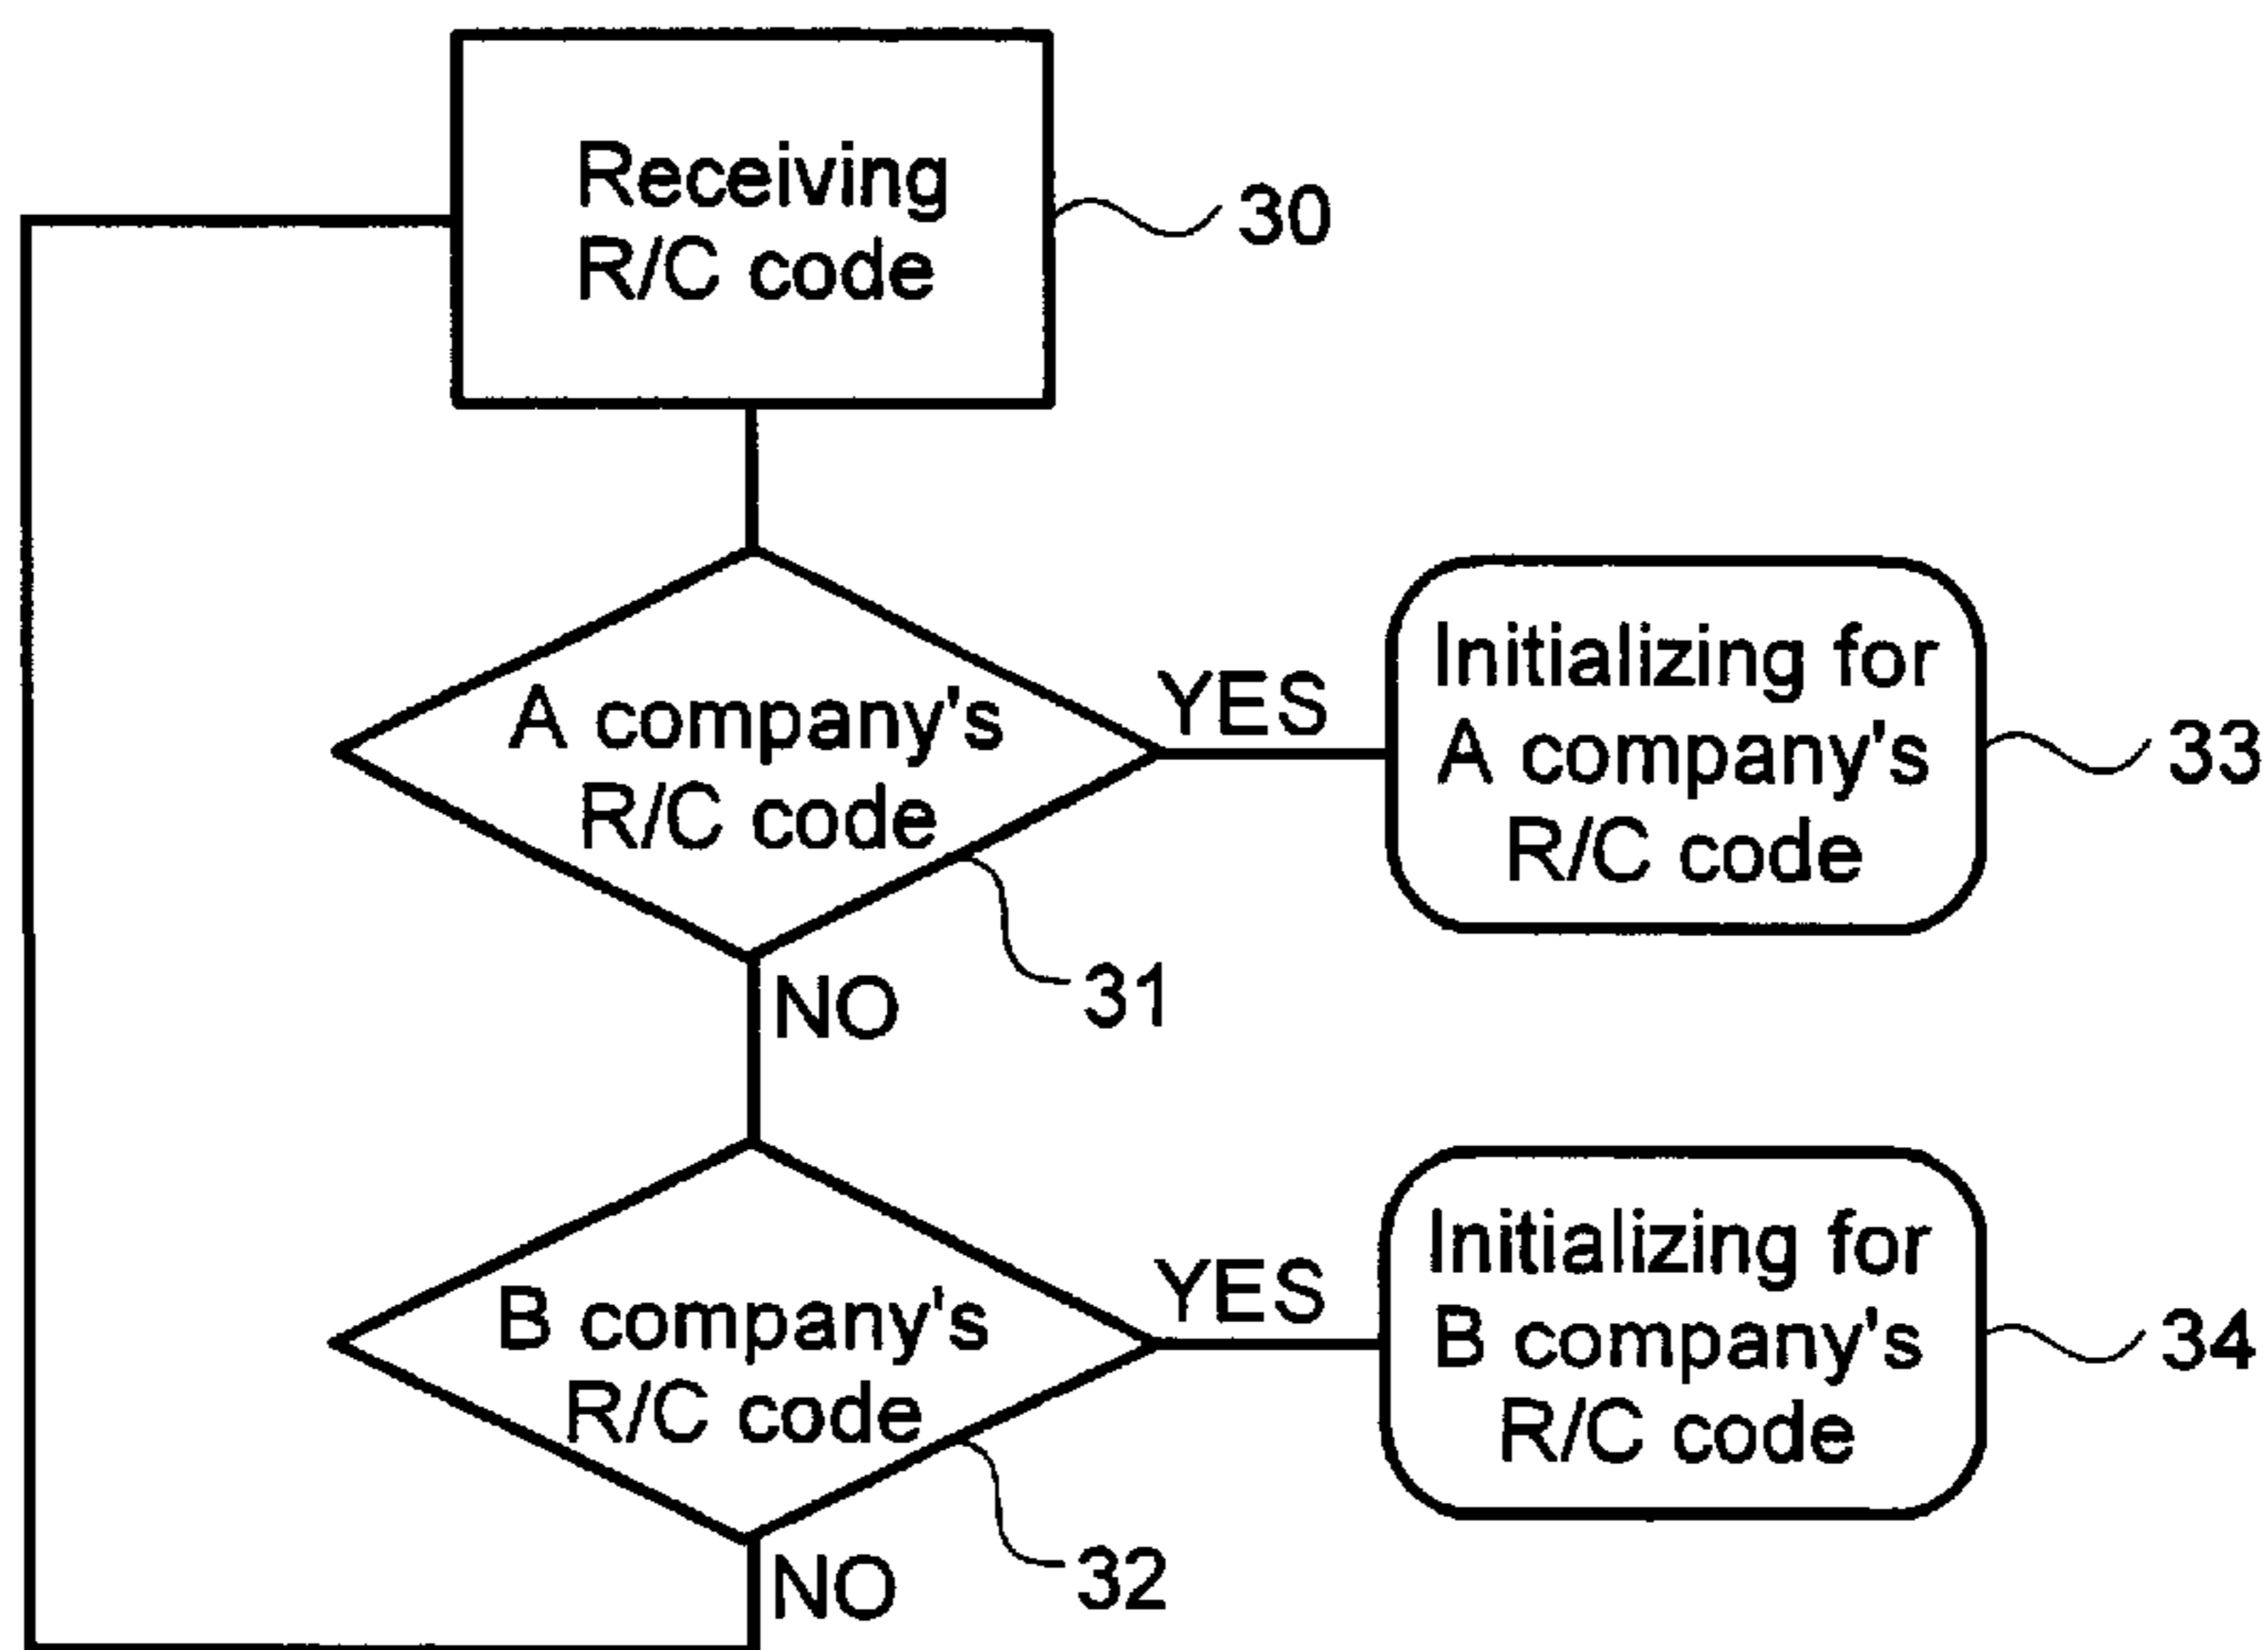 Receiving
R/C code
30
A company's
R/C code
YES
Initializing for
A company's
R/C code
33
31
NO
B company's
R/C code
YES
Initializing for
B company's
R/C code
34
32
NO